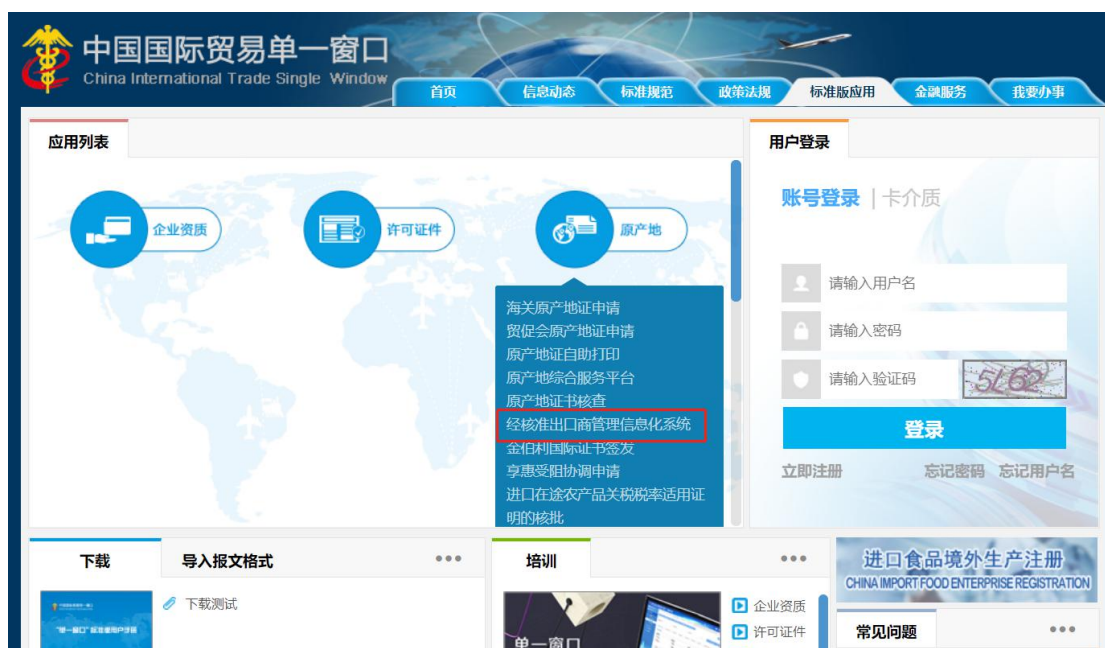 中国国际贸易单一窗口
China International Trade Single Window
首页 信息动态 标准规范 政策法规 标准版应用 金融服务 我要办事
应用列表
企业资质
许可证件
原产地
海关原产地证申请
贸促会原产地证申请
原产地证自助打印
原产地综合服务平台
原产地证书核查
经核准出口商管理信息化系统
金伯利国际证书签发
享惠受阻协调申请
进口在途农产品关税税率适用证
明的核批
用户登录
账号登录 | 卡介质
请输入用户名
请输入密码
请输入验证码
登录
立即注册 忘记密码 忘记用户名
下载 导入报文格式
下载测试
培训
单一窗口
企业资质
许可证件
进口食品境外生产注册
CHINA IMPORT FOOD ENTERPRISE REGISTRATION
常见问题